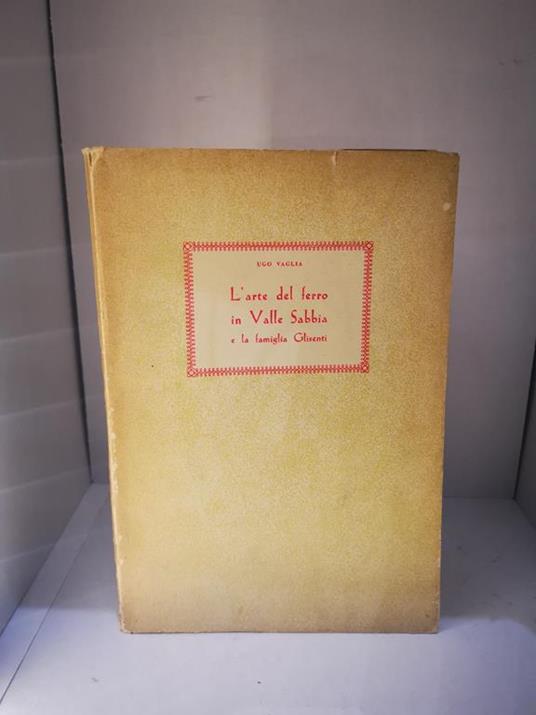 UGO VAGLIA
L'arte del ferro
in Valle Sabbia
e la famiglia Glisenti